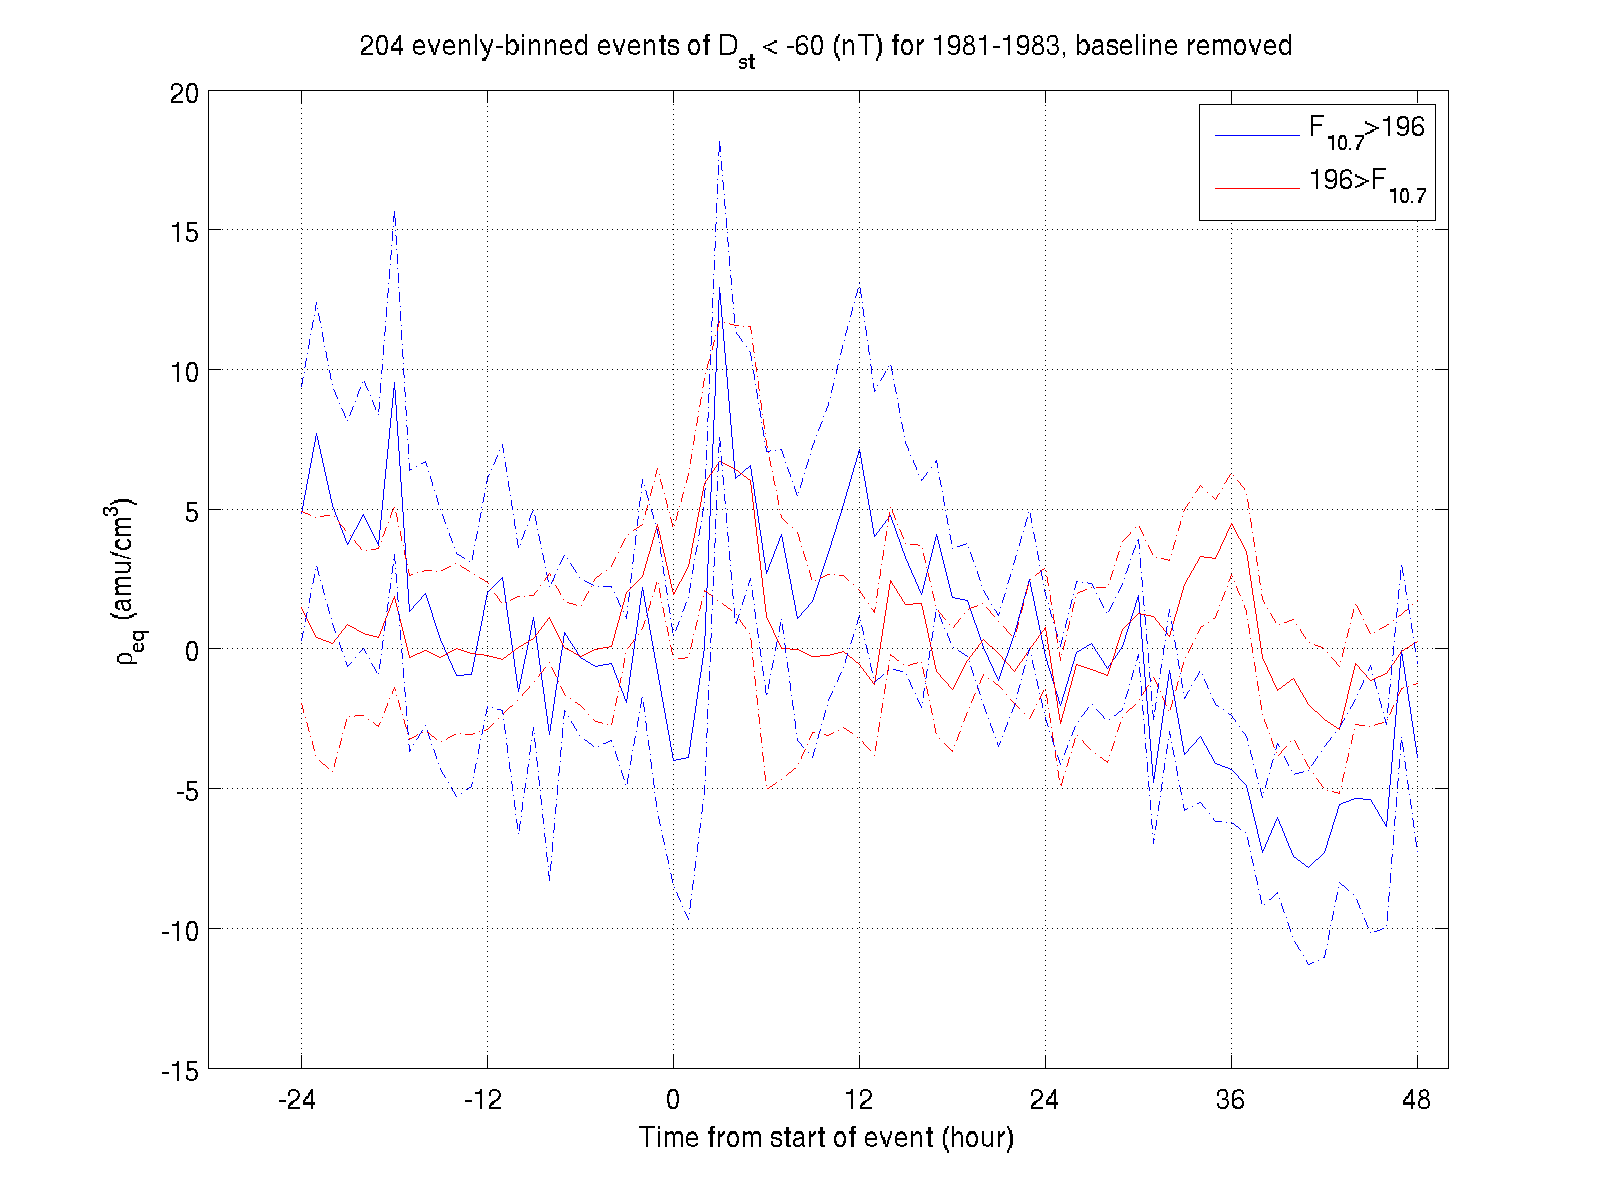 204 evenly-binned events of D_st < -60 (nT) for 1981-1983, baseline removed
F_10.7>196
196>F_10.7
20
15
10
5
0
-5
-10
-15
ρ_eq (amu/cm^3)
-24 -12 0 12 24 36 48
Time from start of event (hour)